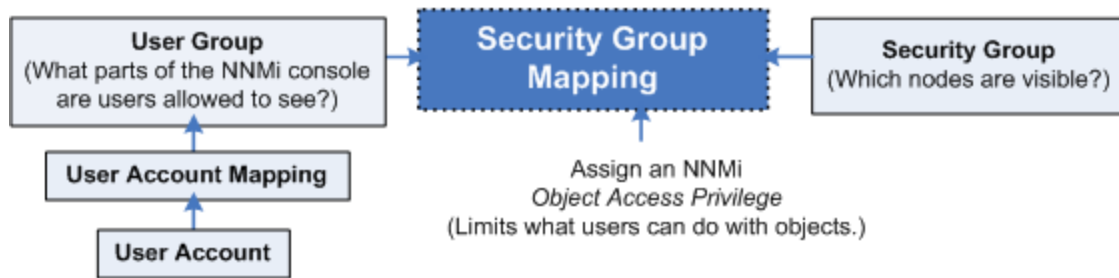 User Group
(What parts of the NNMi console
are users allowed to see?)
Security Group
Mapping
Security Group
(Which nodes are visible?)
User Account Mapping
User Account
Assign an NNMi
Object Access Privilege
(Limits what users can do with objects.)